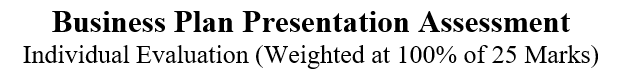 Business Plan Presentation Assessment
Individual Evaluation (Weighted at 100% of 25 Marks)